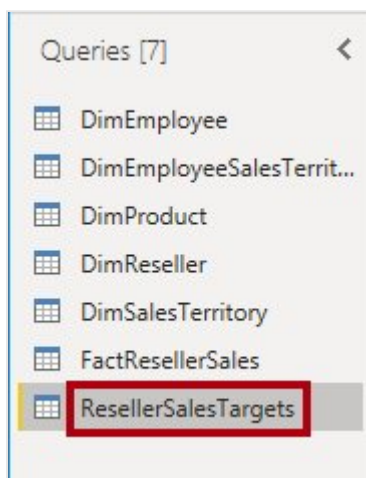 Queries [7]
DimEmployee
DimEmployeeSalesTerrit...
DimProduct
DimReseller
DimSalesTerritory
FactResellerSales
ResellerSalesTargets